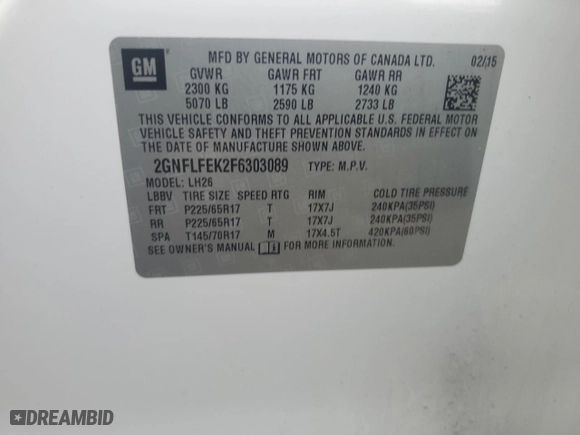 GM
MFD BY GENERAL MOTORS OF CANADA LTD. 02/15
GVWR GAWR FRT GAWR RR
2300 KG 1175 KG 1240 KG
5070 LB 2590 LB 2733 LB
THIS VEHICLE CONFORMS TO ALL APPLICABLE U.S. FEDERAL MOTOR
VEHICLE SAFETY AND THEFT PREVENTION STANDARDS IN EFFECT ON
THE DATE OF MANUFACTURE SHOWN ABOVE.
2GNFLFEK2F6303089 TYPE: M.P.V.
MODEL: LH26
LBBV TIRE SIZE SPEED RTG RIM COLD TIRE PRESSURE
FRT P225/65R17 T 17X7J 240KPA(35PSI)
RR P225/65R17 T 17X7J 240KPA(35PSI)
SPA T145/70R17 M 17X4.5T 420KPA(60PSI)
SEE OWNER'S MANUAL FOR MORE INFORMATION.
DREAMBID